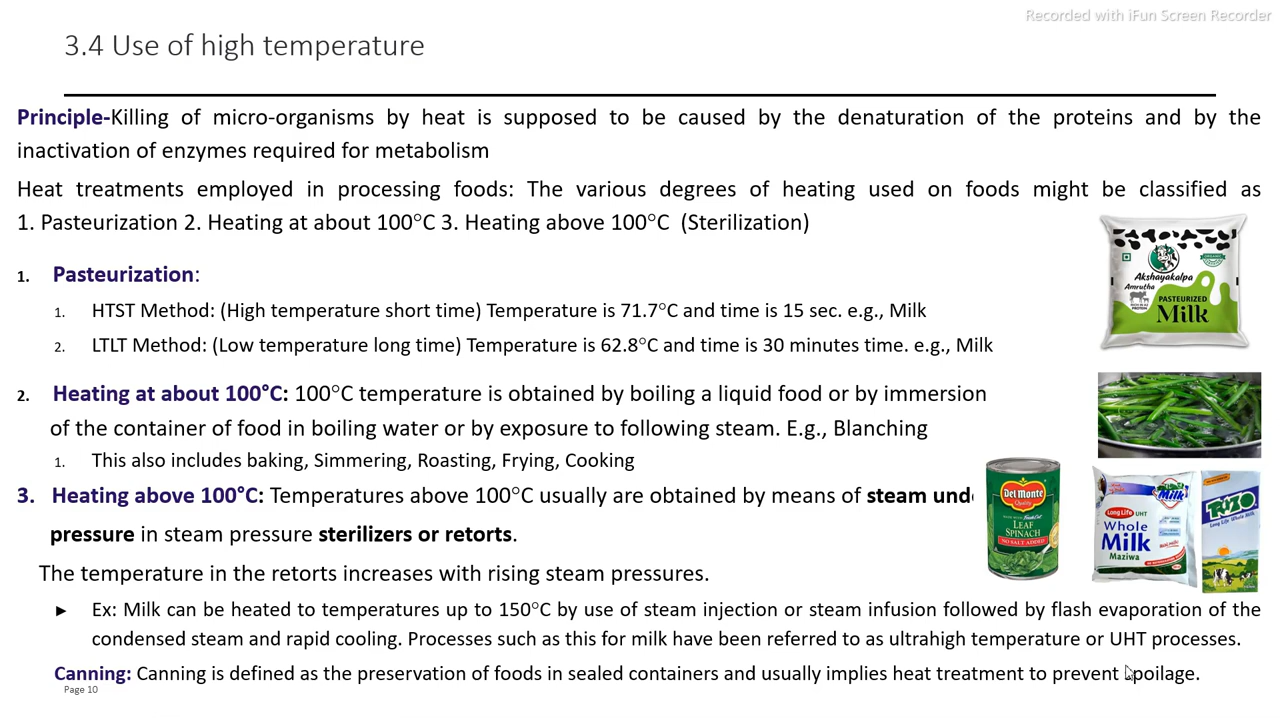 Recorded with iFun Screen Recorder
3.4 Use of high temperature
Principle-Killing of micro-organisms by heat is supposed to be caused by the denaturation of the proteins and by the
inactivation of enzymes required for metabolism
Heat treatments employed in processing foods: The various degrees of heating used on foods might be classified as
1. Pasteurization 2. Heating at about 100°C 3. Heating above 100°C (Sterilization)
1. Pasteurization:
1. HTST Method: (High temperature short time) Temperature is 71.7°C and time is 15 sec. e.g., Milk
2. LTLT Method: (Low temperature long time) Temperature is 62.8°C and time is 30 minutes time. e.g., Milk
Akshayakalpa
Amrutha
PASTEURIZED
Milk
ORGANIC
2. Heating at about 100°C: 100°C temperature is obtained by boiling a liquid food or by immersion
of the container of food in boiling water or by exposure to following steam. E.g., Blanching
1. This also includes baking, Simmering, Roasting, Frying, Cooking
3. Heating above 100°C: Temperatures above 100°C usually are obtained by means of steam und
pressure in steam pressure sterilizers or retorts.
Del Monte
Quality
LEAF
SPINACH
NO SALT ADDED
Milk
Long Life UHT
Whole
Milk
Maziwa
Long Life Whole Milk
The temperature in the retorts increases with rising steam pressures.
► Ex: Milk can be heated to temperatures up to 150°C by use of steam injection or steam infusion followed by flash evaporation of the
condensed steam and rapid cooling. Processes such as this for milk have been referred to as ultrahigh temperature or UHT processes.
Canning: Canning is defined as the preservation of foods in sealed containers and usually implies heat treatment to prevent spoilage.
Page 10